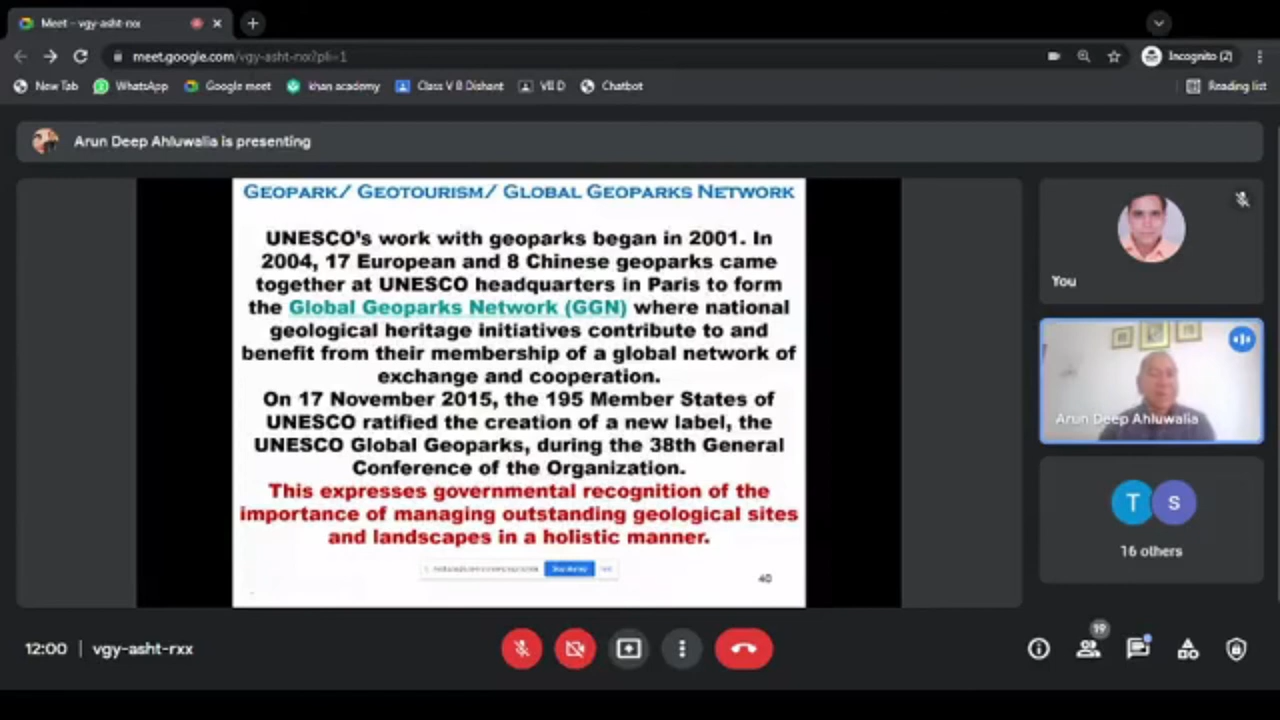 Meet - vgy-asht-rxx
meet.google.com/vgy-asht-rxx?pli=1
Incognito (2)
New Tab
WhatsApp
Google meet
khan academy
Class V B Dishant
VII D
Chatbot
Reading list
Arun Deep Ahluwalia is presenting
GEOPARK/ GEOTOURISM/ GLOBAL GEOPARKS NETWORK
UNESCO's work with geoparks began in 2001. In
2004, 17 European and 8 Chinese geoparks came
together at UNESCO headquarters in Paris to form
the Global Geoparks Network (GGN) where national
geological heritage initiatives contribute to and
benefit from their membership of a global network of
exchange and cooperation.
On 17 November 2015, the 195 Member States of
UNESCO ratified the creation of a new label, the
UNESCO Global Geoparks, during the 38th General
Conference of the Organization.
This expresses governmental recognition of the
importance of managing outstanding geological sites
and landscapes in a holistic manner.
Stop sharing
40
You
Arun Deep Ahluwalia
T
S
16 others
12:00 | vgy-asht-rxx
19